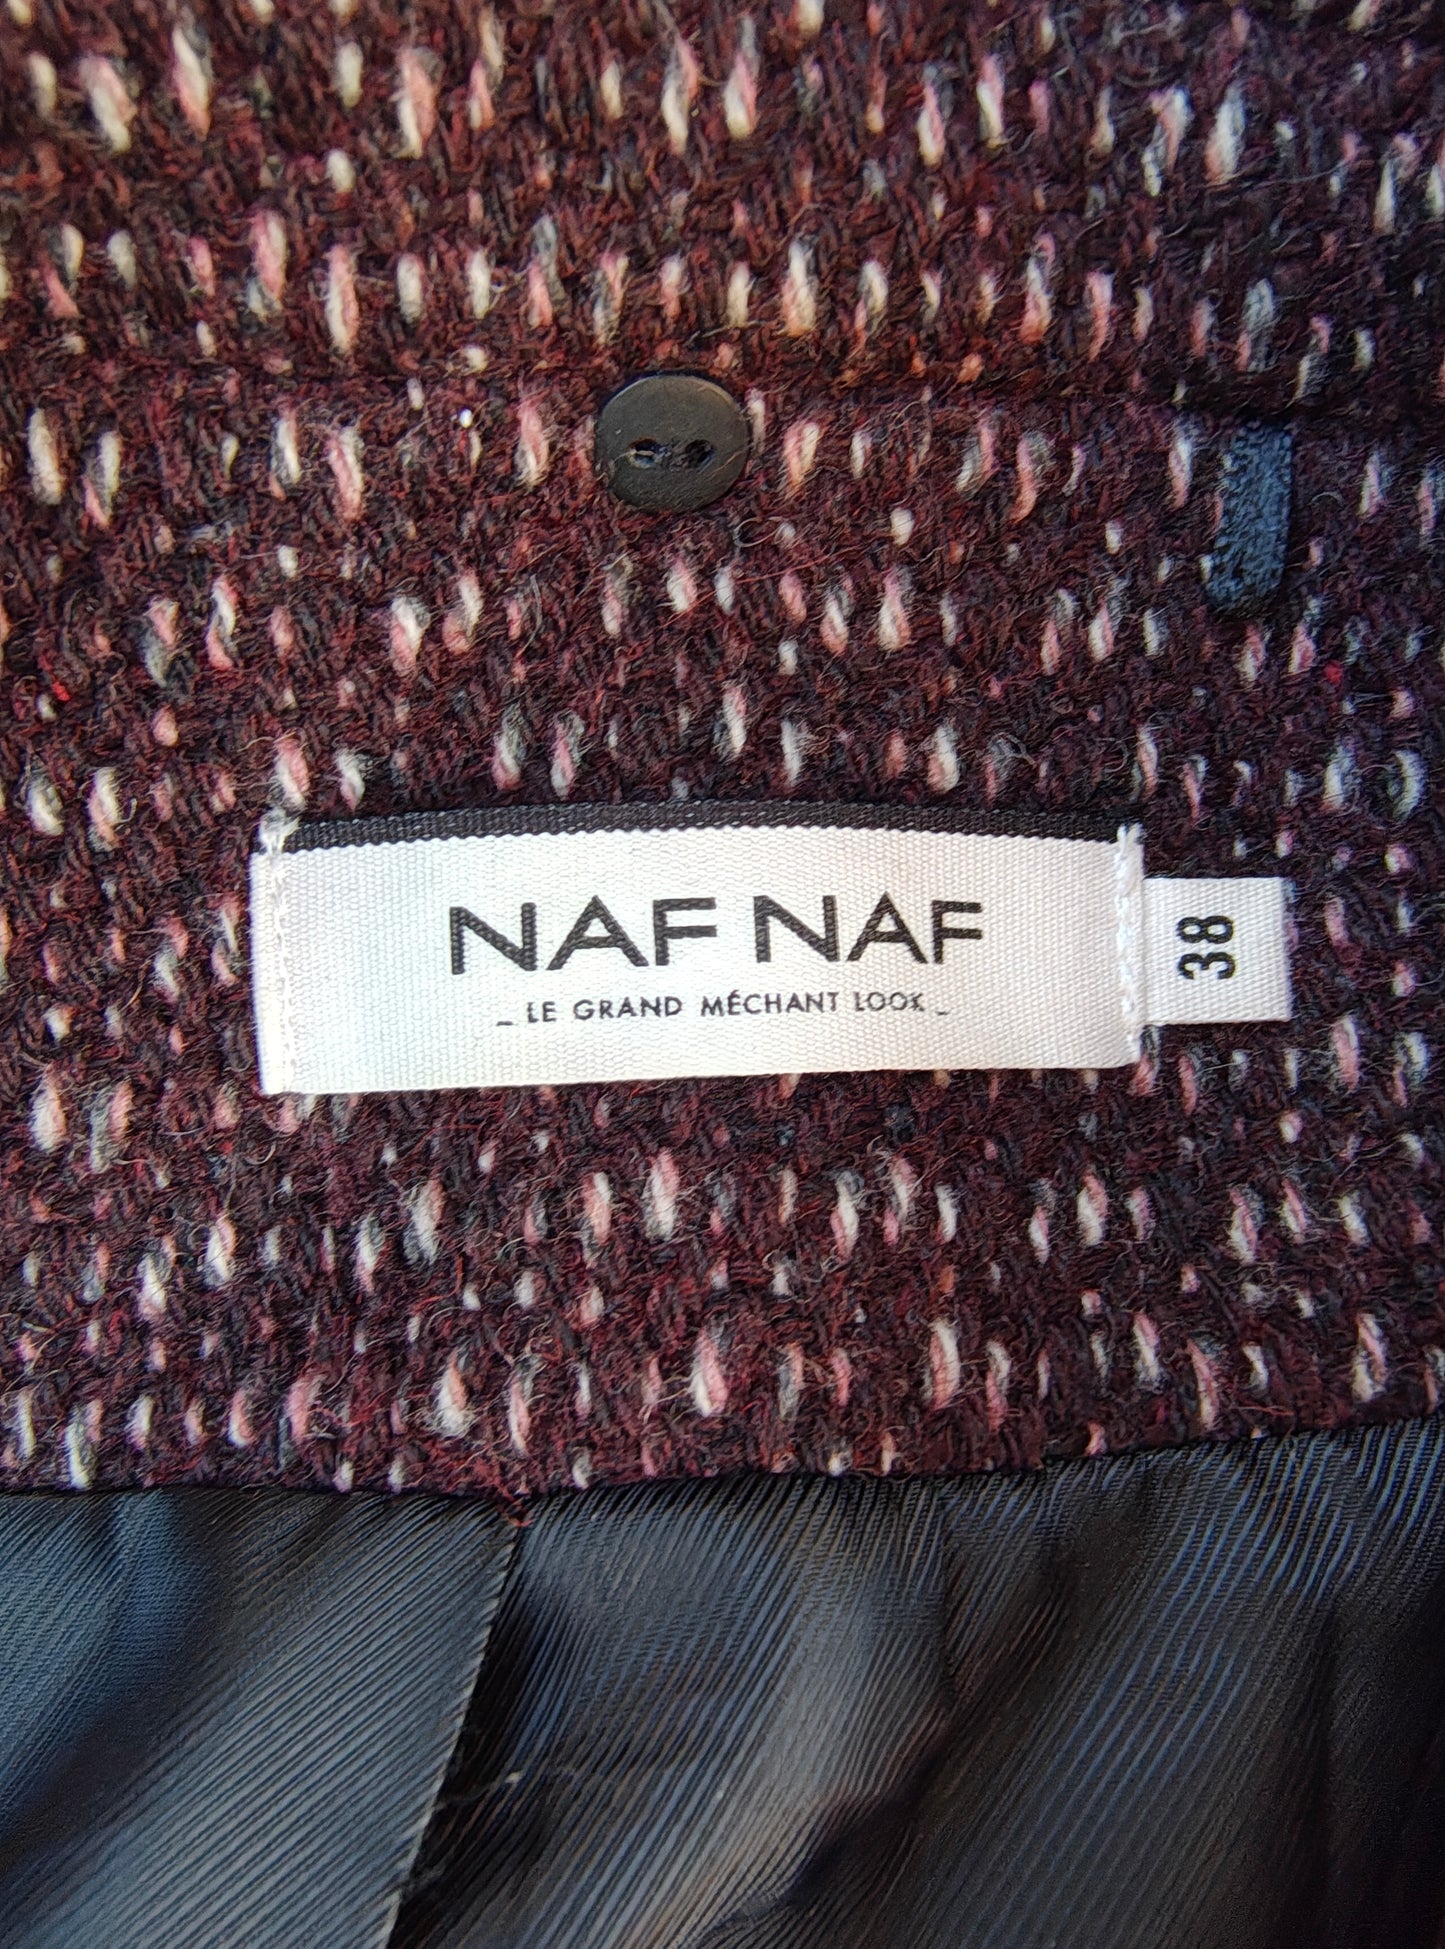 NAF NAF
_ LE GRAND MÉCHANT LOOK _
38